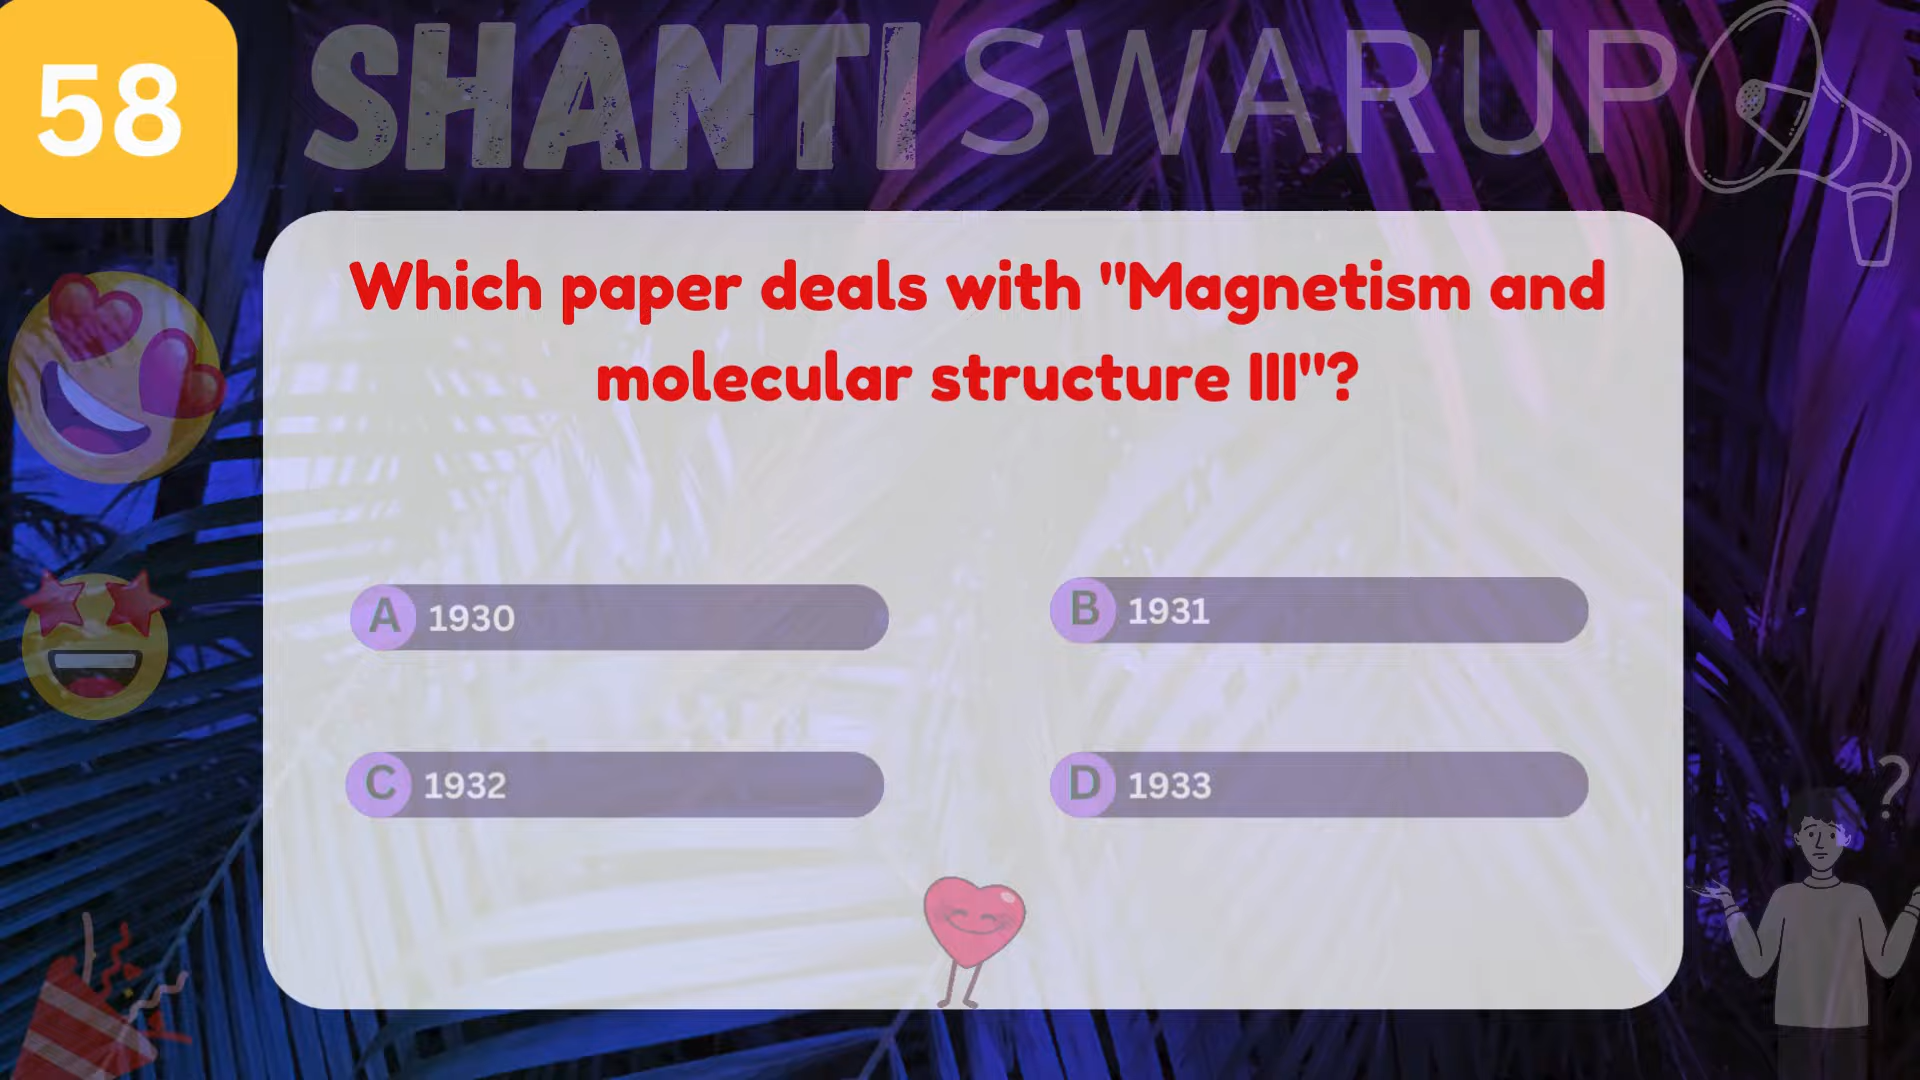 58
SHANTI SWARUP
Which paper deals with "Magnetism and
molecular structure III"?
A 1930
B 1931
C 1932
D 1933
?